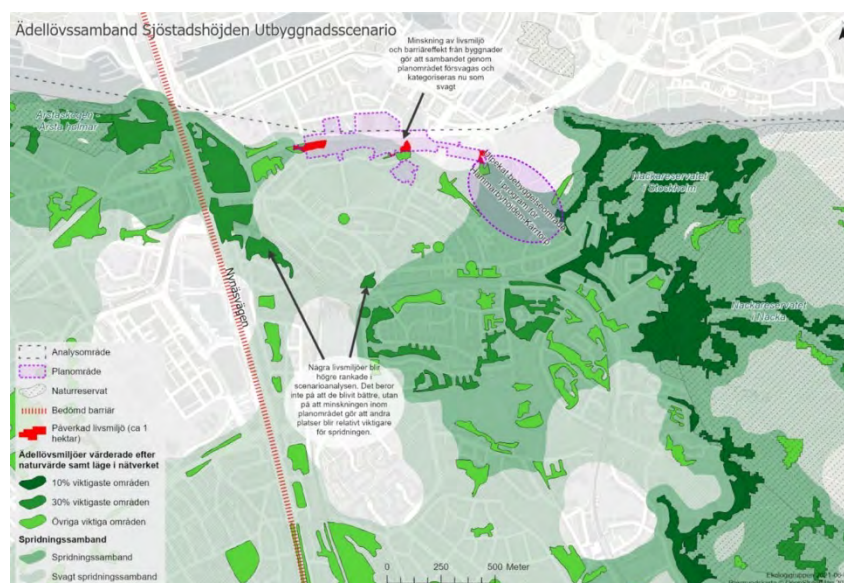 Ädellövssamband Sjöstadshöjden Utbyggnadsscenario
Minskning av livsmiljö
och barriäreffekt från byggnader
gör att sambandet genom
planområdet försvagas och
kategoriseras nu som
svagt
Årstaskogen
Årsta holmar
Nackareservatet i
Stockholm
Nackareservatet
i Nacka
Nynäsvägen
Några livsmiljöer blir
högre rankade i
scenarioanalysen. Det beror
inte på att de blivit bättre, utan
på att minskningen inom
planområdet gör att andra
platser blir relativt viktigare
för spridningen.
Analysområde
Planområde
Naturreservat
Bedömd barriär
Påverkad livsmiljö (ca 1
hektar)
Ädellövsmiljöer värderade efter
naturvärde samt läge i nätverket
10% viktigaste områden
30% viktigaste områden
Övriga viktiga områden
Spridningssamband
Spridningssamband
Svagt spridningssamband
0 250 500 Meter